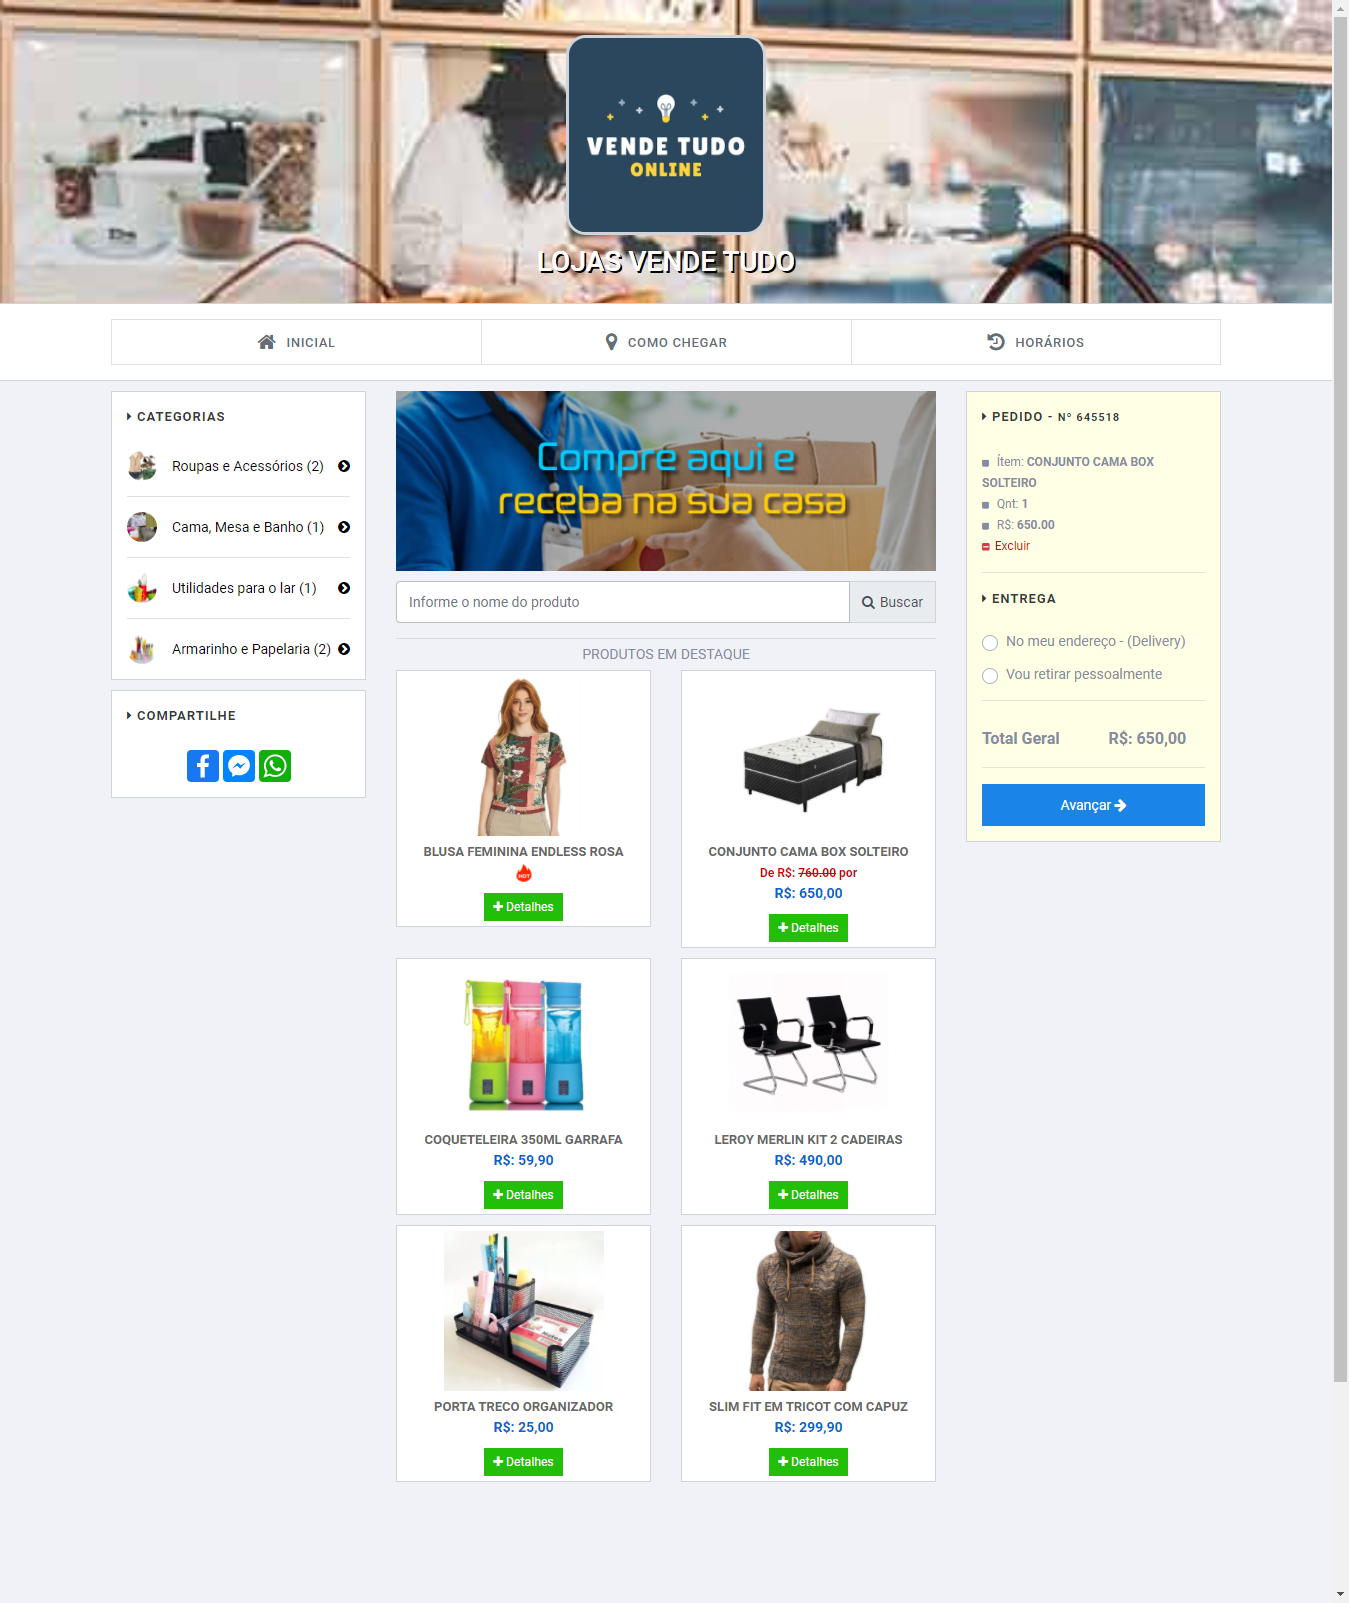 VENDE TUDO
ONLINE
LOJAS VENDE TUDO
INICIAL
COMO CHEGAR
HORÁRIOS
CATEGORIAS
Roupas e Acessórios (2)
Cama, Mesa e Banho (1)
Utilidades para o lar (1)
Armarinho e Papelaria (2)
COMPARTILHE
Compre aqui e
receba na sua casa
Informe o nome do produto
Buscar
PRODUTOS EM DESTAQUE
BLUSA FEMININA ENDLESS ROSA
HOT
Detalhes
CONJUNTO CAMA BOX SOLTEIRO
De R$: 760.00 por
R$: 650,00
Detalhes
COQUETELEIRA 350ML GARRAFA
R$: 59,90
Detalhes
LEROY MERLIN KIT 2 CADEIRAS
R$: 490,00
Detalhes
PORTA TRECO ORGANIZADOR
R$: 25,00
Detalhes
SLIM FIT EM TRICOT COM CAPUZ
R$: 299,90
Detalhes
PEDIDO - Nº 645518
Ítem: CONJUNTO CAMA BOX
SOLTEIRO
Qnt: 1
R$: 650.00
Excluir
ENTREGA
No meu endereço - (Delivery)
Vou retirar pessoalmente
Total Geral R$: 650,00
Avançar